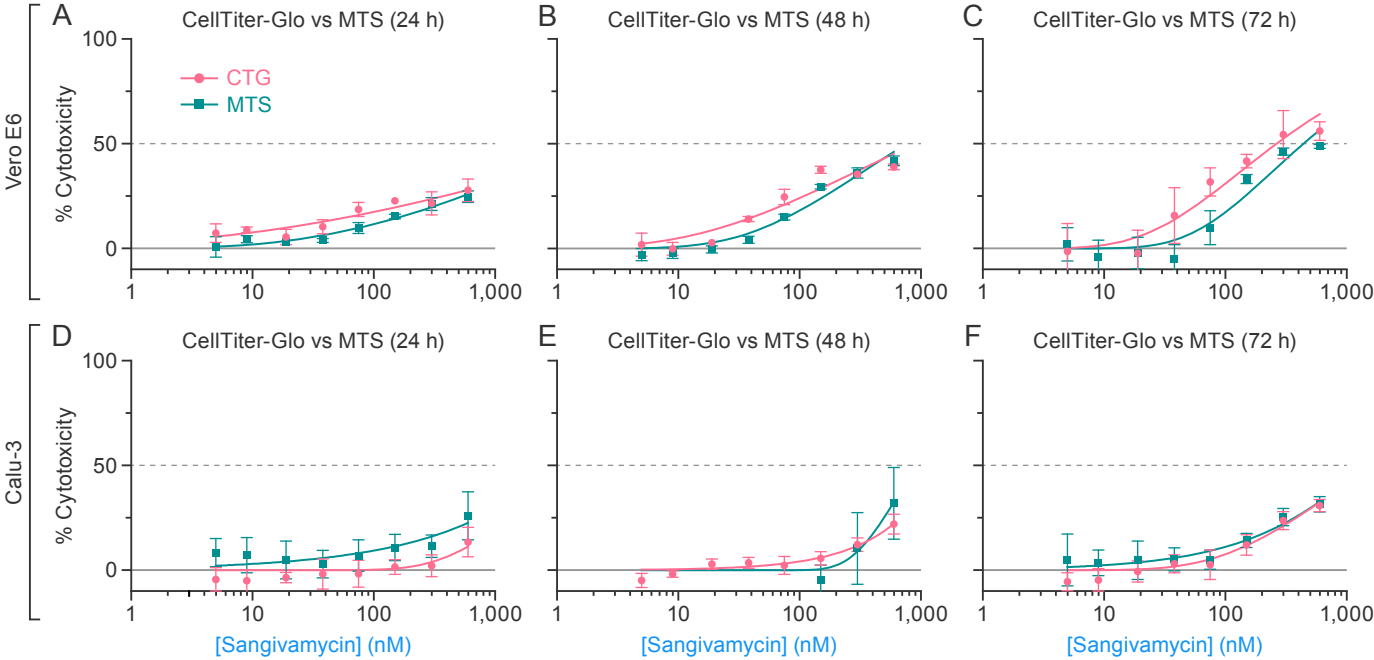 Vero E6
A
CellTiter-Glo vs MTS (24 h)
% Cytotoxicity
100
50
0
CTG
MTS
1
10
100
1,000
B
CellTiter-Glo vs MTS (48 h)
1
10
100
1,000
C
CellTiter-Glo vs MTS (72 h)
1
10
100
1,000
Calu-3
D
CellTiter-Glo vs MTS (24 h)
% Cytotoxicity
100
50
0
1
10
100
1,000
[Sangivamycin] (nM)
E
CellTiter-Glo vs MTS (48 h)
1
10
100
1,000
[Sangivamycin] (nM)
F
CellTiter-Glo vs MTS (72 h)
1
10
100
1,000
[Sangivamycin] (nM)